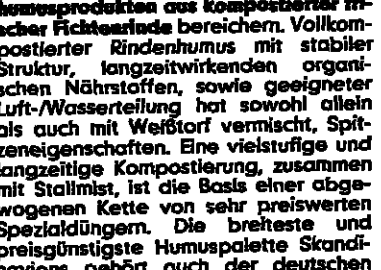 humusprodukten aus kompostierter
scher Fichtenrinde bereichern. Vollkom-
postierter Rindenhumus mit stabiler
Struktur, langzeitwirkenden organi-
schen Nährstoffen, sowie geeigneter
Luft-/Wasserteilung hat sowohl allein
als auch mit Weißtorf vermischt, Spit-
zeneigenschaften. Eine vielstufige und
langzeitige Kompostierung, zusammen
mit Stallmist, ist die Basis einer abge-
wogenen Kette von sehr preiswerten
Spezialdüngern. Die breiteste und
preisgünstigste Humuspalette Skandi-
naviens gehört auch der deutschen